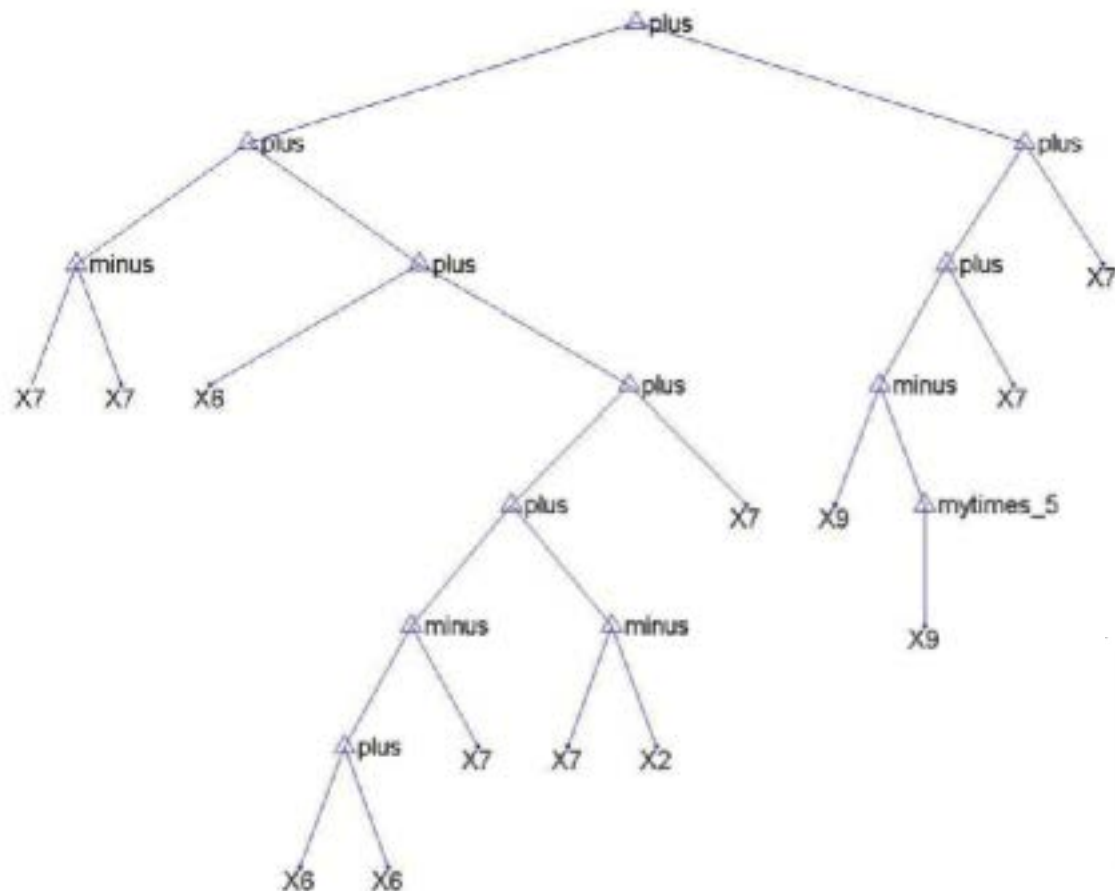 plus
plus plus
minus plus plus X7
X7 X7 X6 plus minus X7
plus X7 X9 mytimes_5
minus minus X9
plus X7 X7 X2
X6 X6